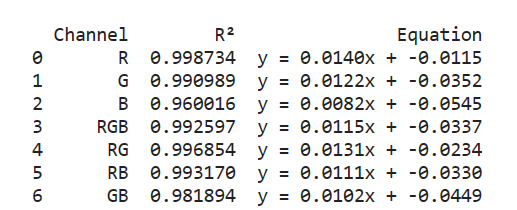 Channel R² Equation
0 R 0.998734 y = 0.0140x + -0.0115
1 G 0.990989 y = 0.0122x + -0.0352
2 B 0.960016 y = 0.0082x + -0.0545
3 RGB 0.992597 y = 0.0115x + -0.0337
4 RG 0.996854 y = 0.0131x + -0.0234
5 RB 0.993170 y = 0.0111x + -0.0330
6 GB 0.981894 y = 0.0102x + -0.0449